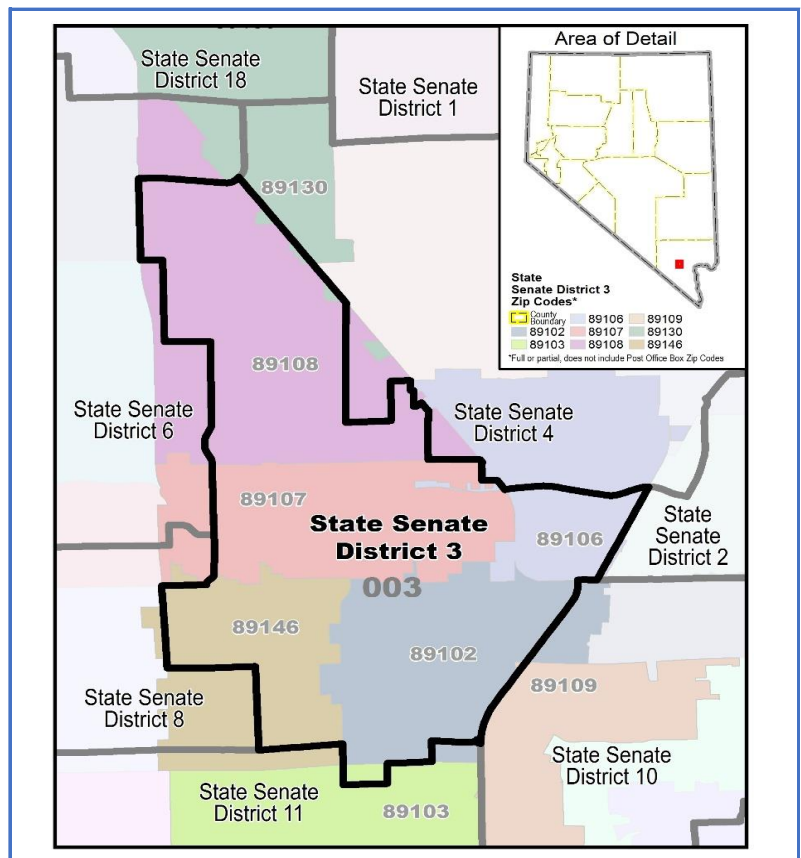 State Senate
District 18
State Senate
District 1
Area of Detail
89130
State
Senate District 3
Zip Codes*
County
Boundary
89106
89109
89102
89107
89130
89103
89108
89146
*Full or partial, does not include Post Office Box Zip Codes
89108
State Senate
District 6
State Senate
District 4
89107
State Senate
District 3
89106
State
Senate
District 2
003
89146
89102
89109
State Senate
District 8
State Senate
District 10
State Senate
District 11
89103